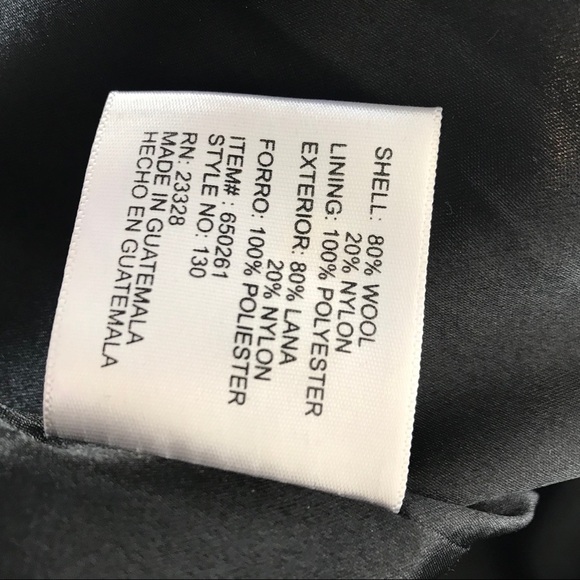 SHELL: 80% WOOL
20% NYLON
LINING: 100% POLYESTER
EXTERIOR: 80% LANA
20% NYLON
FORRO: 100% POLIESTER
ITEM# : 650261
STYLE NO: 130
RN: 23328
MADE IN GUATEMALA
HECHO EN GUATEMALA